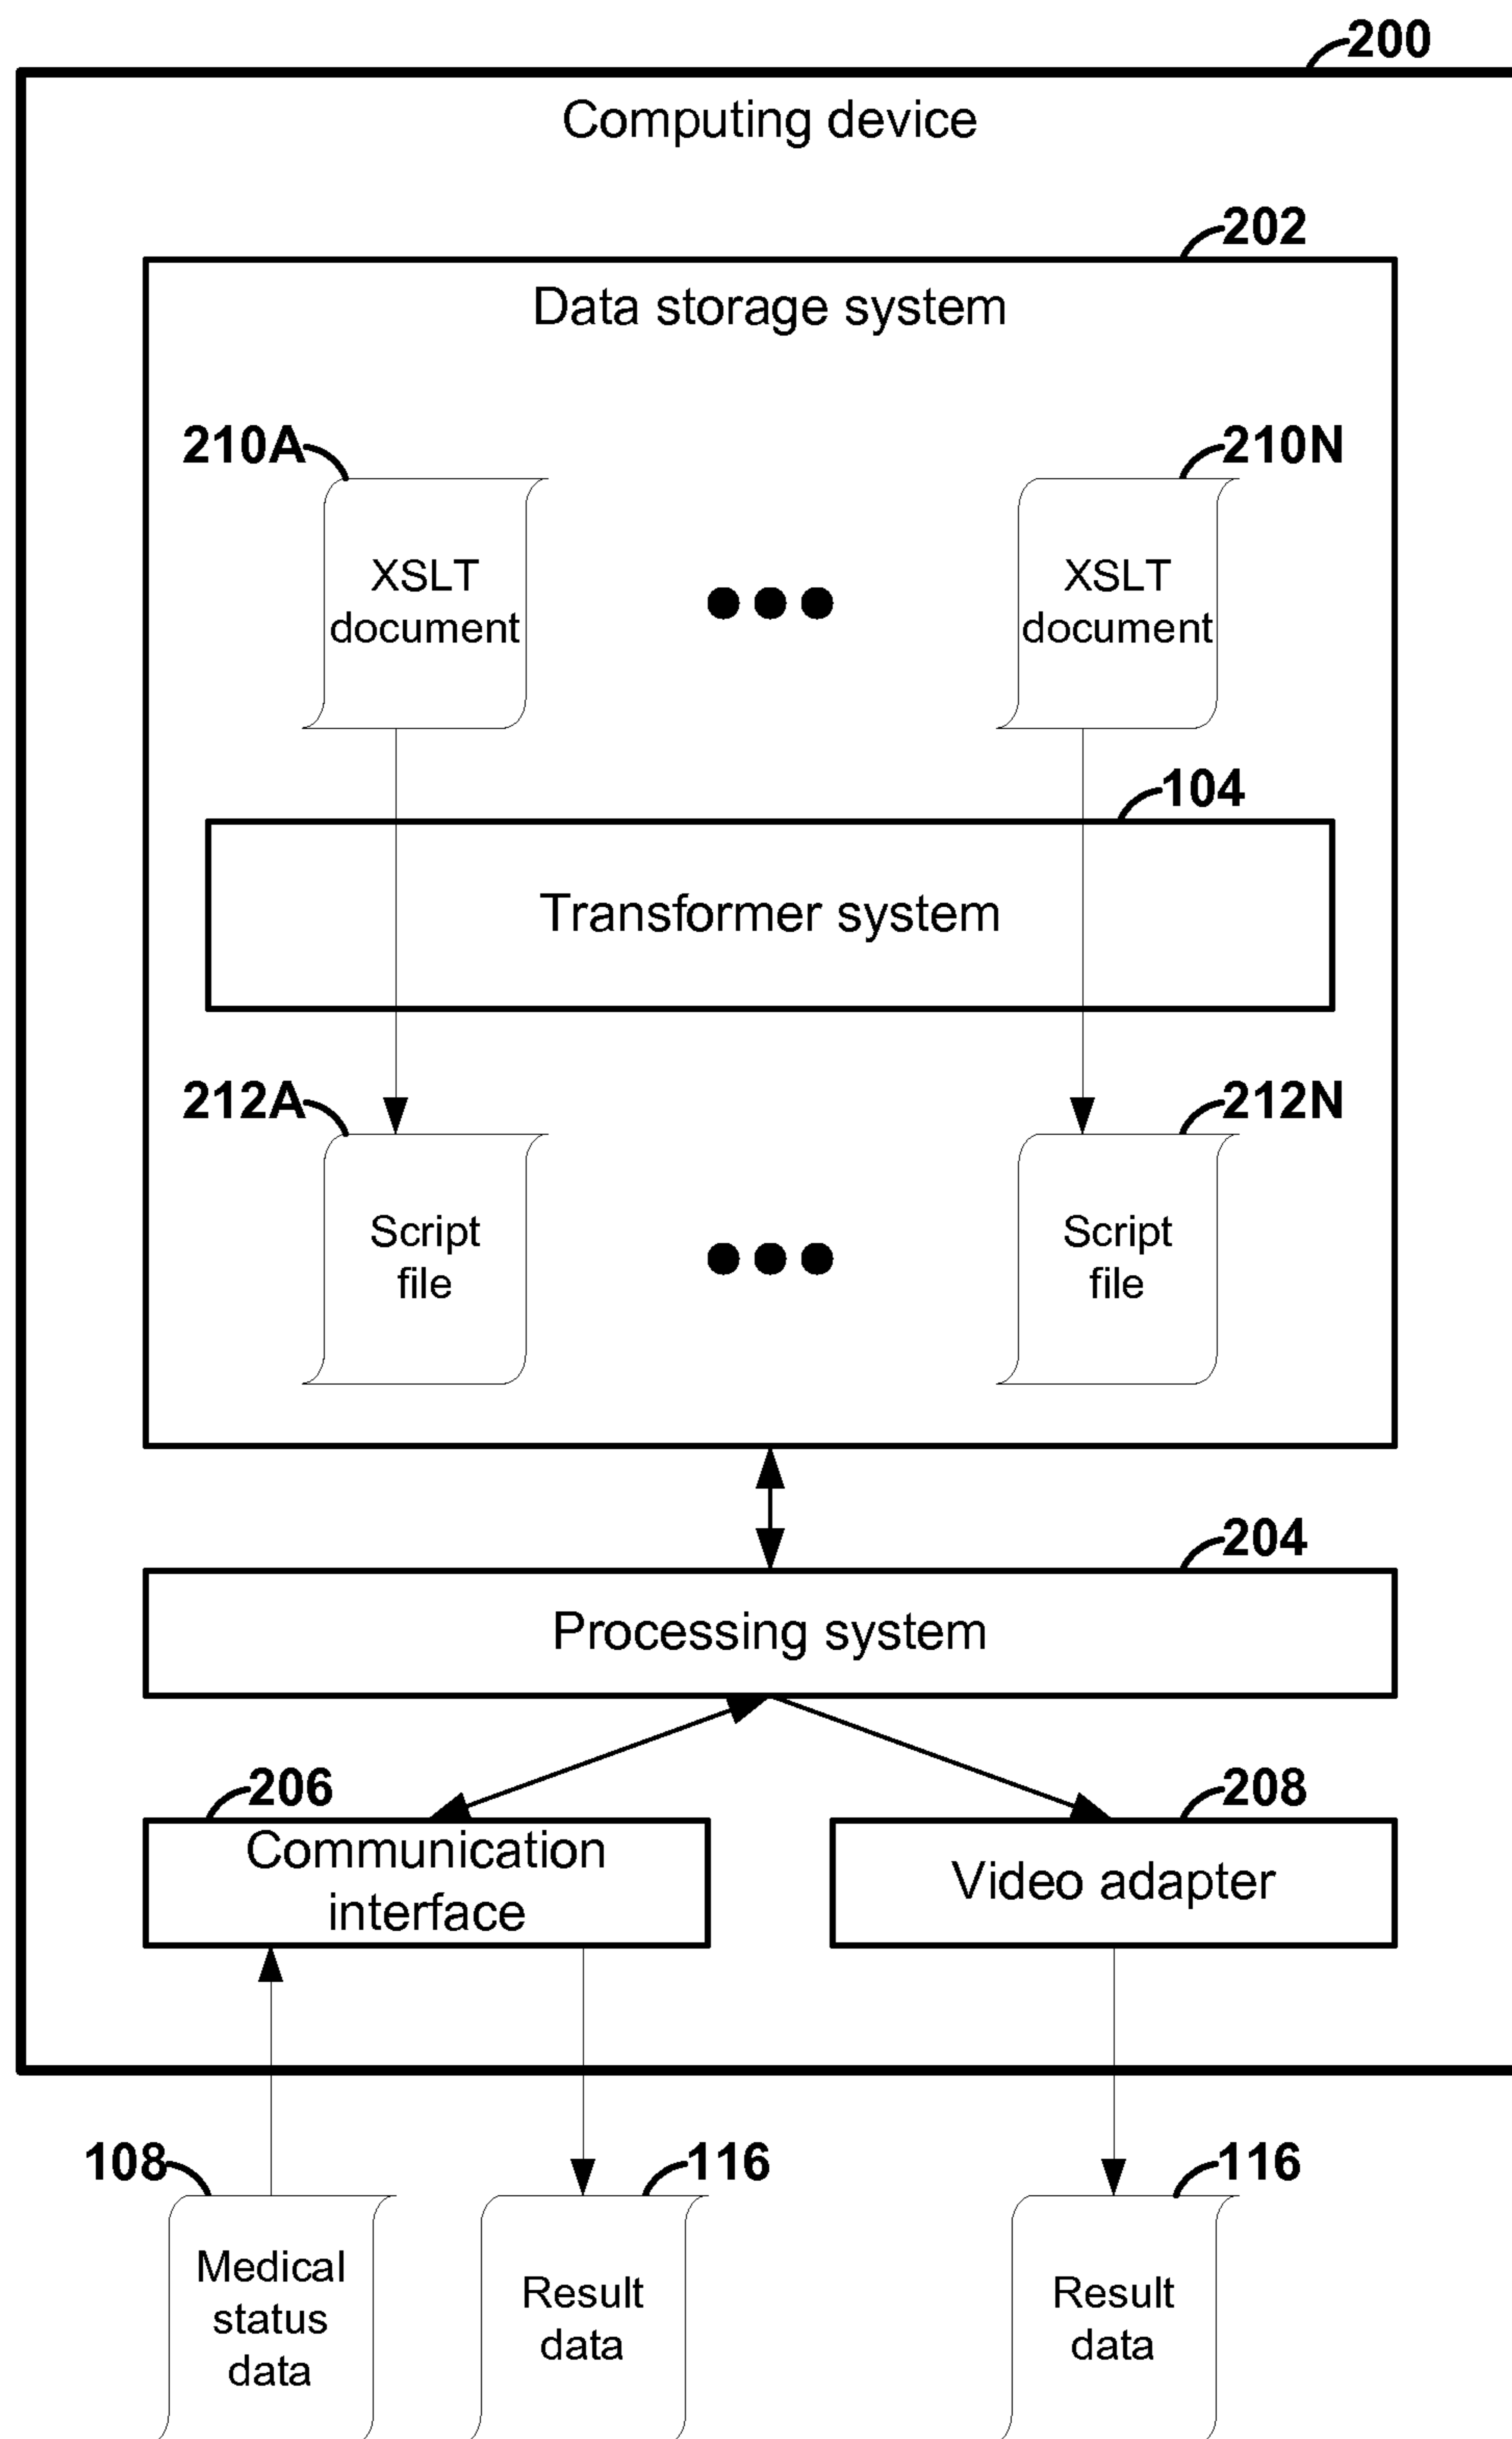 200
Computing device
202
Data storage system
210A
210N
XSLT
document
XSLT
document
104
Transformer system
212A
212N
Script
file
Script
file
204
Processing system
206
208
Communication
interface
Video adapter
108
116
116
Medical
status
data
Result
data
Result
data